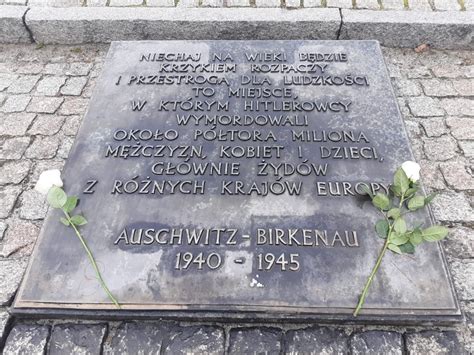 NIECHAJ NA WIEKI BĘDZIE
KRZYKIEM ROZPACZY
I PRZESTROGĄ DLA LUDZKOŚCI
TO MIEJSCE,
W KTÓRYM HITLEROWCY
WYMORDOWALI
OKOŁO PÓŁTORA MILIONA
MĘŻCZYZN, KOBIET I DZIECI,
GŁÓWNIE ŻYDÓW
Z RÓŻNYCH KRAJÓW EUROPY
AUSCHWITZ - BIRKENAU
1940 - 1945